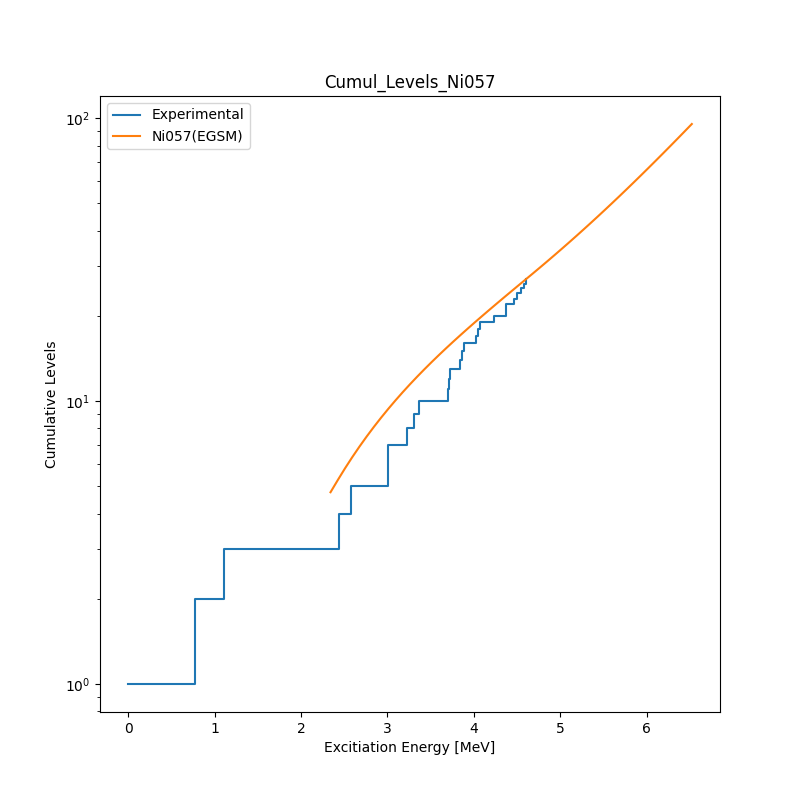 Cumul_Levels_Ni057
Experimental
Ni057(EGSM)
Cumulative Levels
10²
10¹
10⁰
0 1 2 3 4 5 6
Excitiation Energy [MeV]